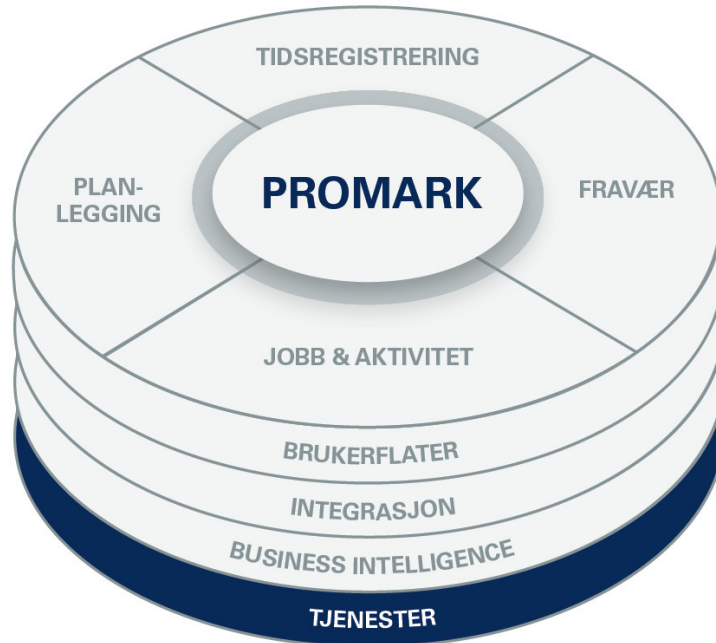 TIDSREGISTRERING
PLAN-
LEGGING
PROMARK
FRAVÆR
JOBB & AKTIVITET
BRUKERFLATER
INTEGRASJON
BUSINESS INTELLIGENCE
TJENESTER